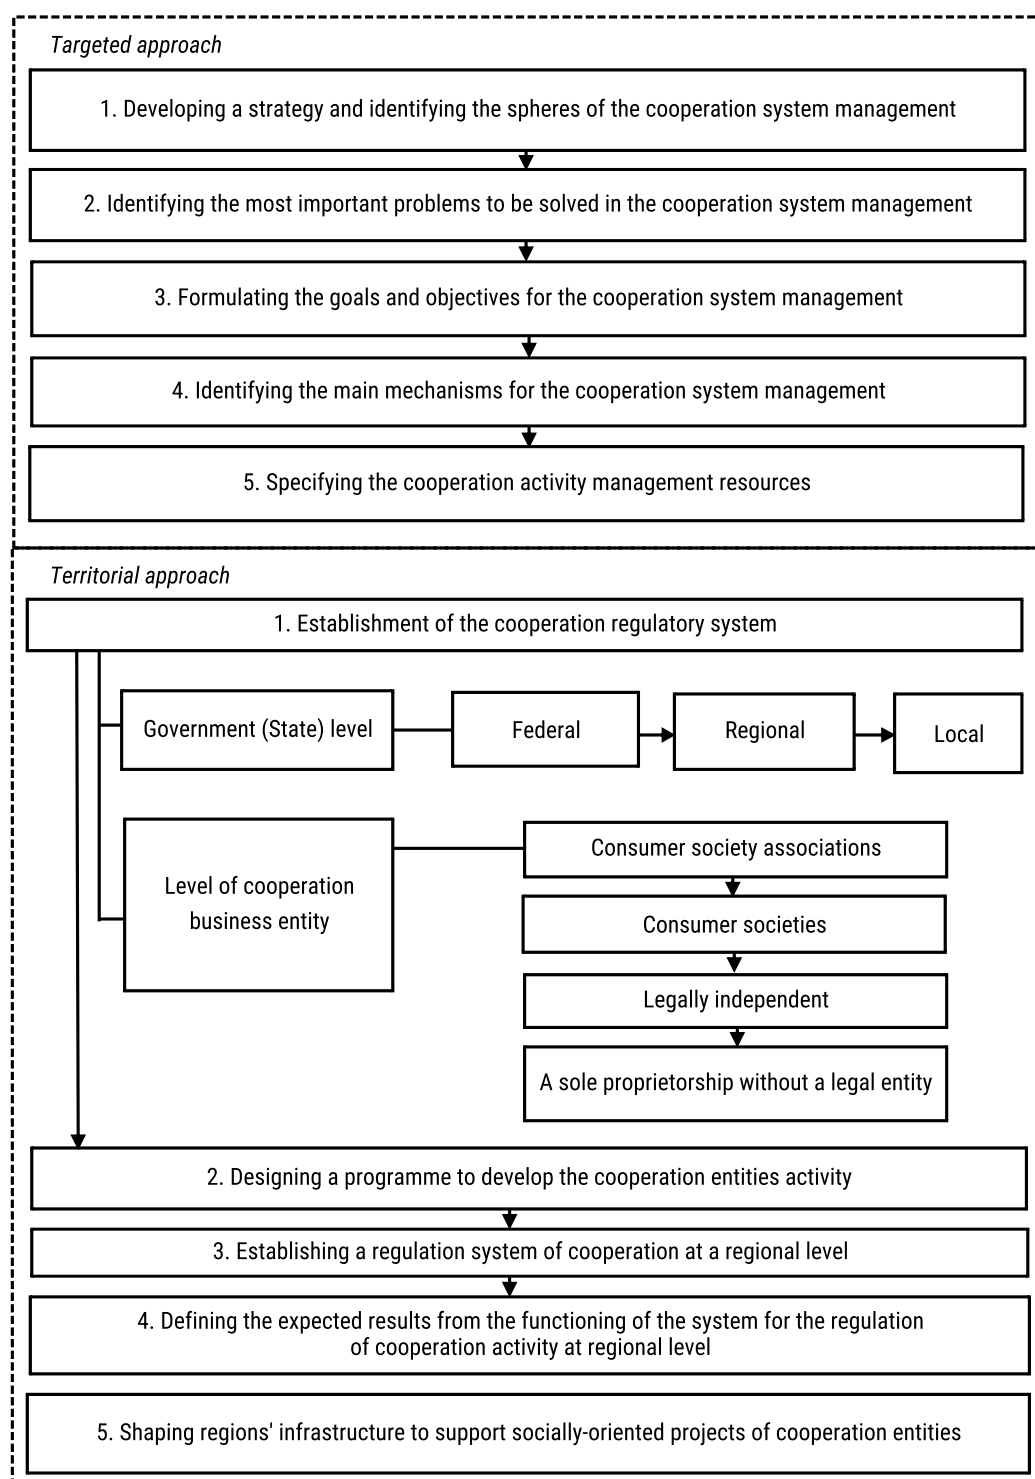 Targeted approach
1. Developing a strategy and identifying the spheres of the cooperation system management
2. Identifying the most important problems to be solved in the cooperation system management
3. Formulating the goals and objectives for the cooperation system management
4. Identifying the main mechanisms for the cooperation system management
5. Specifying the cooperation activity management resources
Territorial approach
1. Establishment of the cooperation regulatory system
Government (State) level
Federal
Regional
Local
Level of cooperation
business entity
Consumer society associations
Consumer societies
Legally independent
A sole proprietorship without a legal entity
2. Designing a programme to develop the cooperation entities activity
3. Establishing a regulation system of cooperation at a regional level
4. Defining the expected results from the functioning of the system for the regulation
of cooperation activity at regional level
5. Shaping regions' infrastructure to support socially-oriented projects of cooperation entities